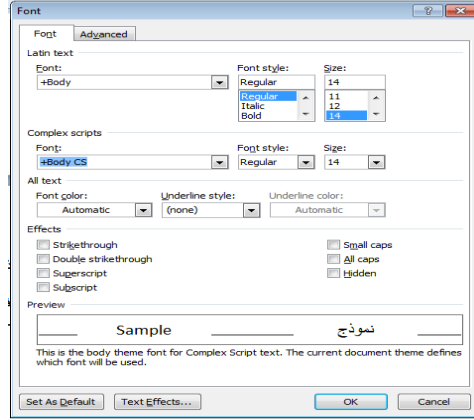 Font
Font Advanced
Latin text
Font: Font style: Size:
+Body Regular 14
Regular 11
Italic 12
Bold 14
Complex scripts
Font: Font style: Size:
+Body CS Regular 14
All text
Font color: Underline style: Underline color:
Automatic (none) Automatic
Effects
Strikethrough Small caps
Double strikethrough All caps
Superscript Hidden
Subscript
Preview
Sample نموذج
This is the body theme font for Complex Script text. The current document theme defines
which font will be used.
Set As Default Text Effects... OK Cancel